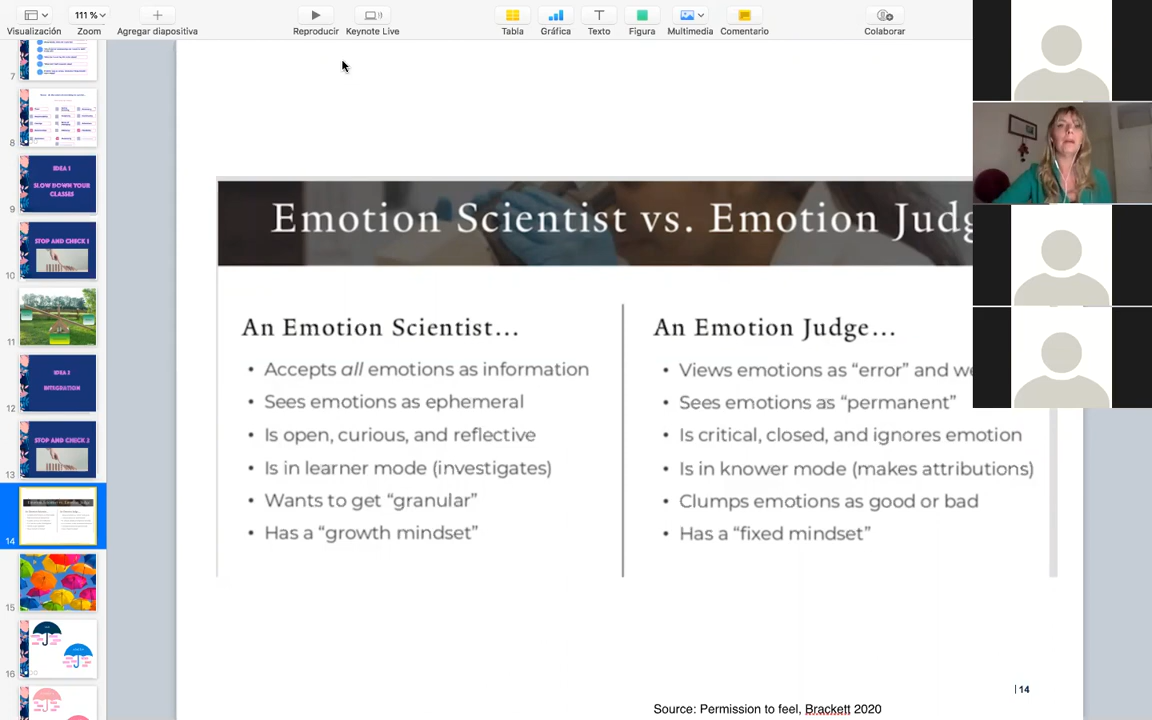 111 %
Visualización
Zoom
Agregar diapositiva
Reproducir
Keynote Live
Tabla
Gráfica
Texto
Figura
Multimedia
Comentario
Colaborar
7
8
IDEA 1
SLOW DOWN YOUR
CLASSES
9
STOP AND CHECK 1
10
11
IDEA 2
INTEGRATION
12
STOP AND CHECK 2
13
14
15
16
Emotion Scientist vs. Emotion Judg
An Emotion Scientist...
• Accepts all emotions as information
• Sees emotions as ephemeral
• Is open, curious, and reflective
• Is in learner mode (investigates)
• Wants to get “granular”
• Has a “growth mindset”
An Emotion Judge...
• Views emotions as “error” and we
• Sees emotions as “permanent”
• Is critical, closed, and ignores emotion
• Is in knower mode (makes attributions)
• Clumps emotions as good or bad
• Has a “fixed mindset”
| 14
Source: Permission to feel, Brackett 2020